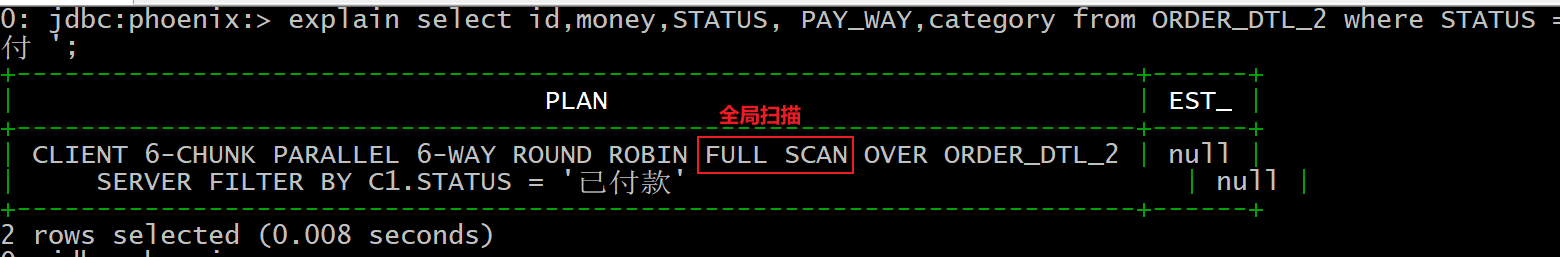 0: jdbc:phoenix:> explain select id,money,STATUS, PAY_WAY,category from ORDER_DTL_2 where STATUS =
付 ';
PLAN | EST_
全局扫描
CLIENT 6-CHUNK PARALLEL 6-WAY ROUND ROBIN FULL SCAN OVER ORDER_DTL_2 | null |
SERVER FILTER BY C1.STATUS = '已付款' | null |
2 rows selected (0.008 seconds)